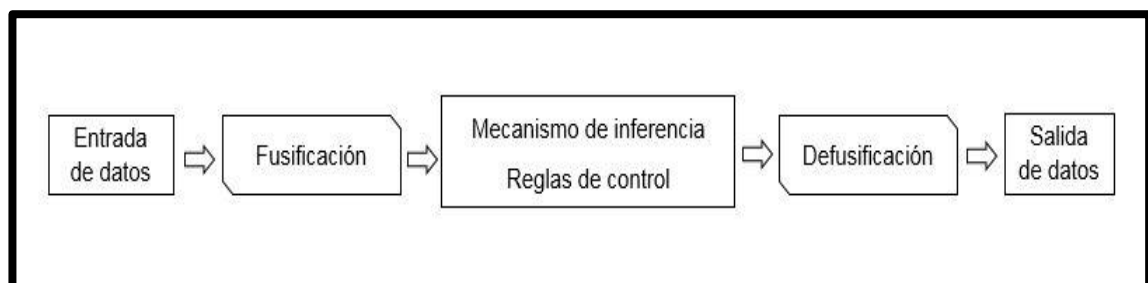 Entrada
de datos
Fusificación
Mecanismo de inferencia
Reglas de control
Defusificación
Salida
de datos